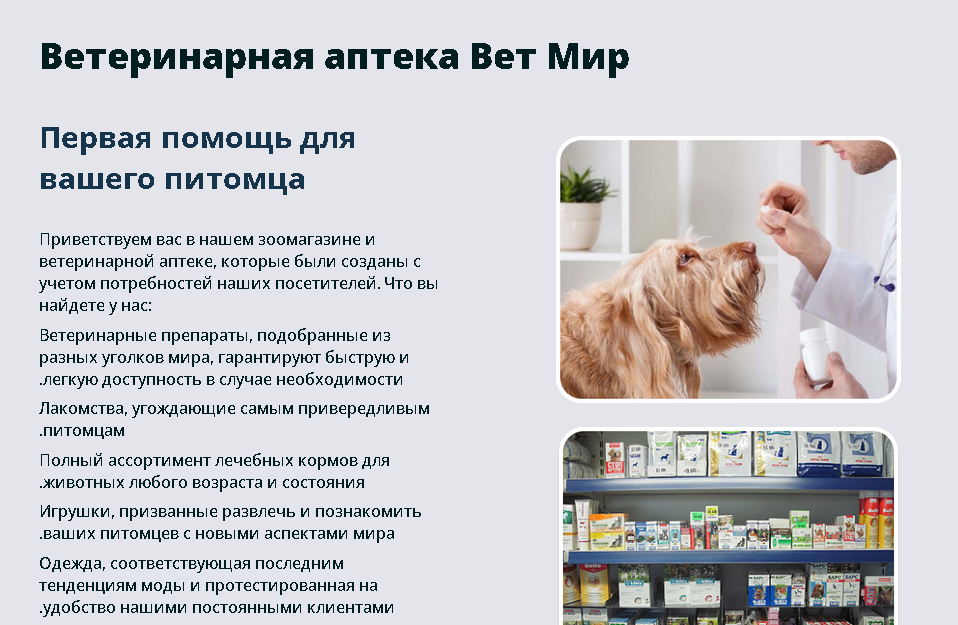 Ветеринарная аптека Вет Мир
Первая помощь для
вашего питомца
Приветствуем вас в нашем зоомагазине и
ветеринарной аптеке, которые были созданы с
учетом потребностей наших посетителей. Что вы
найдете у нас:
Ветеринарные препараты, подобранные из
разных уголков мира, гарантируют быструю и
.легкую доступность в случае необходимости
Лакомства, угождающие самым привередливым
.питомцам
Полный ассортимент лечебных кормов для
.животных любого возраста и состояния
Игрушки, призванные развлечь и познакомить
.ваших питомцев с новыми аспектами мира
Одежда, соответствующая последним
тенденциям моды и протестированная на
.удобство нашими постоянными клиентами